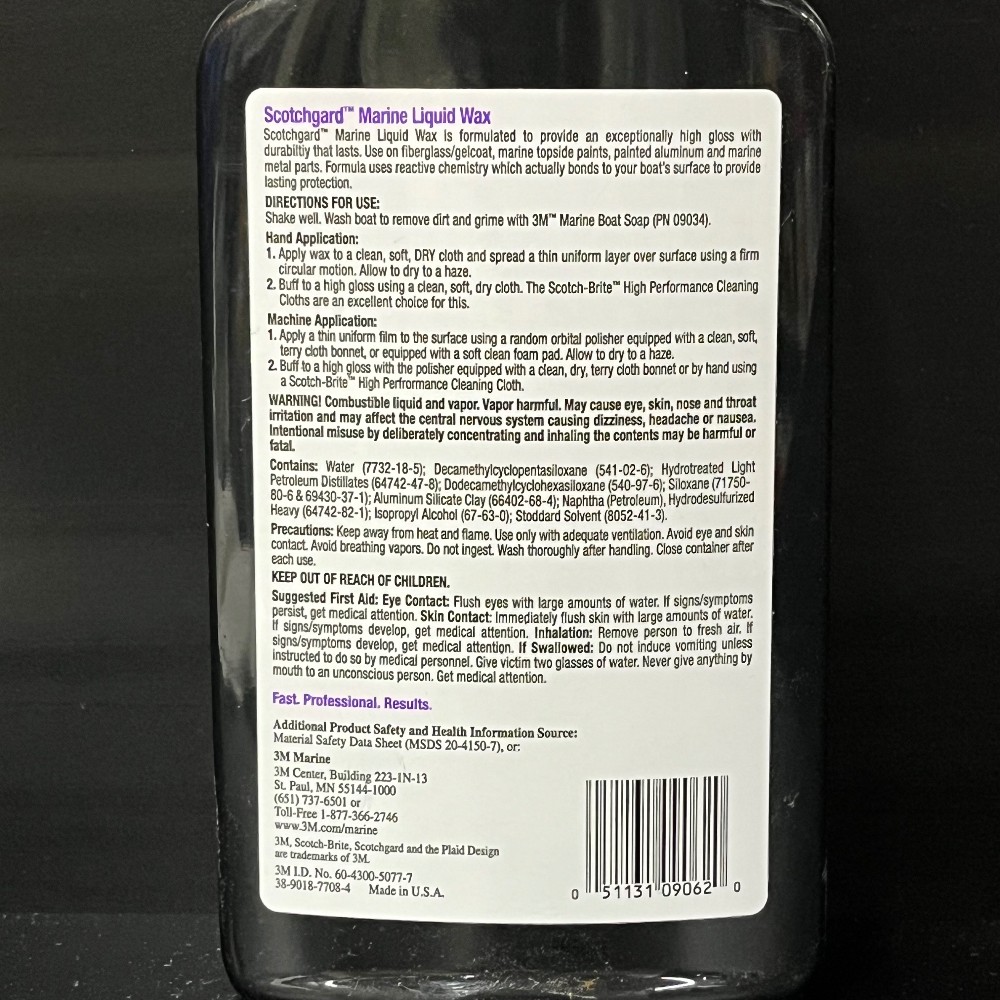 Scotchgard™ Marine Liquid Wax
Scotchgard™ Marine Liquid Wax is formulated to provide an exceptionally high gloss with
durabiltiy that lasts. Use on fiberglass/gelcoat, marine topside paints, painted aluminum and marine
metal parts. Formula uses reactive chemistry which actually bonds to your boat's surface to provide
lasting protection.
DIRECTIONS FOR USE:
Shake well. Wash boat to remove dirt and grime with 3M™ Marine Boat Soap (PN 09034).
Hand Application:
1. Apply wax to a clean, soft, DRY cloth and spread a thin uniform layer over surface using a firm
circular motion. Allow to dry to a haze.
2. Buff to a high gloss using a clean, soft, dry cloth. The Scotch-Brite™ High Performance Cleaning
Cloths are an excellent choice for this.
Machine Application:
1. Apply a thin uniform film to the surface using a random orbital polisher equipped with a clean, soft,
terry cloth bonnet, or equipped with a soft clean foam pad. Allow to dry to a haze.
2. Buff to a high gloss with the polisher equipped with a clean, dry, terry cloth bonnet or by hand using
a Scotch-Brite™ High Perfrormance Cleaning Cloth.
WARNING! Combustible liquid and vapor. Vapor harmful. May cause eye, skin, nose and throat
irritation and may affect the central nervous system causing dizziness, headache or nausea.
Intentional misuse by deliberately concentrating and inhaling the contents may be harmful or
fatal.
Contains: Water (7732-18-5); Decamethylcyclopentasiloxane (541-02-6); Hydrotreated Light
Petroleum Distillates (64742-47-8); Dodecamethylcyclohexasiloxane (540-97-6); Siloxane (71750-
80-6 & 69430-37-1); Aluminum Silicate Clay (66402-68-4); Naphtha (Petroleum), Hydrodesulfurized
Heavy (64742-82-1); Isopropyl Alcohol (67-63-0); Stoddard Solvent (8052-41-3).
Precautions: Keep away from heat and flame. Use only with adequate ventilation. Avoid eye and skin
contact. Avoid breathing vapors. Do not ingest. Wash thoroughly after handling. Close container after
each use.
KEEP OUT OF REACH OF CHILDREN.
Suggested First Aid: Eye Contact: Flush eyes with large amounts of water. If signs/symptoms
persist, get medical attention. Skin Contact: Immediately flush skin with large amounts of water.
If signs/symptoms develop, get medical attention. Inhalation: Remove person to fresh air. If
signs/symptoms develop, get medical attention. If Swallowed: Do not induce vomiting unless
instructed to do so by medical personnel. Give victim two glasses of water. Never give anything by
mouth to an unconscious person. Get medical attention.
Fast. Professional. Results.
Additional Product Safety and Health Information Source:
Material Safety Data Sheet (MSDS 20-4150-7), or:
3M Marine
3M Center, Building 223-1N-13
St. Paul, MN 55144-1000
(651) 737-6501 or
Toll-Free 1-877-366-2746
www.3M.com/marine
3M, Scotch-Brite, Scotchgard and the Plaid Design
are trademarks of 3M.
3M I.D. No. 60-4300-5077-7
38-9018-7708-4 Made in U.S.A.
0 51131 09062 0